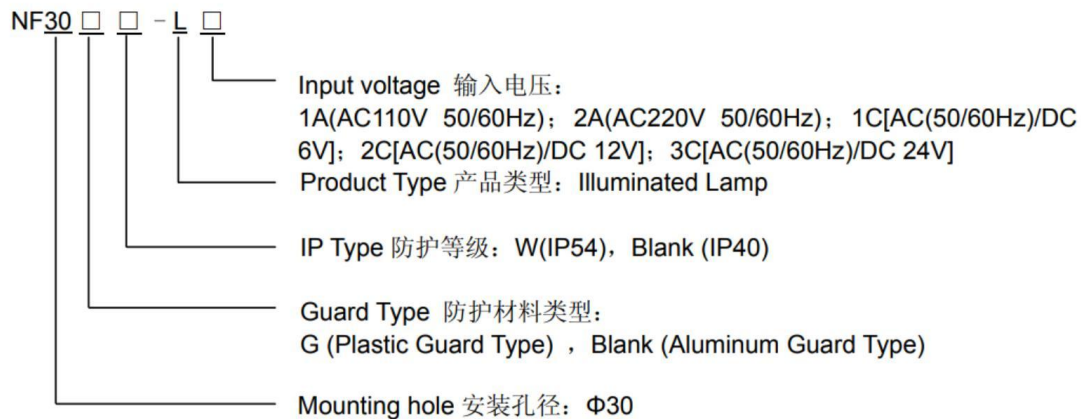 NF30□ □ -L □
Input voltage 输入电压：
1A(AC110V 50/60Hz)；2A(AC220V 50/60Hz)；1C[AC(50/60Hz)/DC
6V]；2C[AC(50/60Hz)/DC 12V]；3C[AC(50/60Hz)/DC 24V]
Product Type 产品类型：Illuminated Lamp
IP Type 防护等级：W(IP54)，Blank (IP40)
Guard Type 防护材料类型：
G (Plastic Guard Type) ，Blank (Aluminum Guard Type)
Mounting hole 安装孔径：Φ30